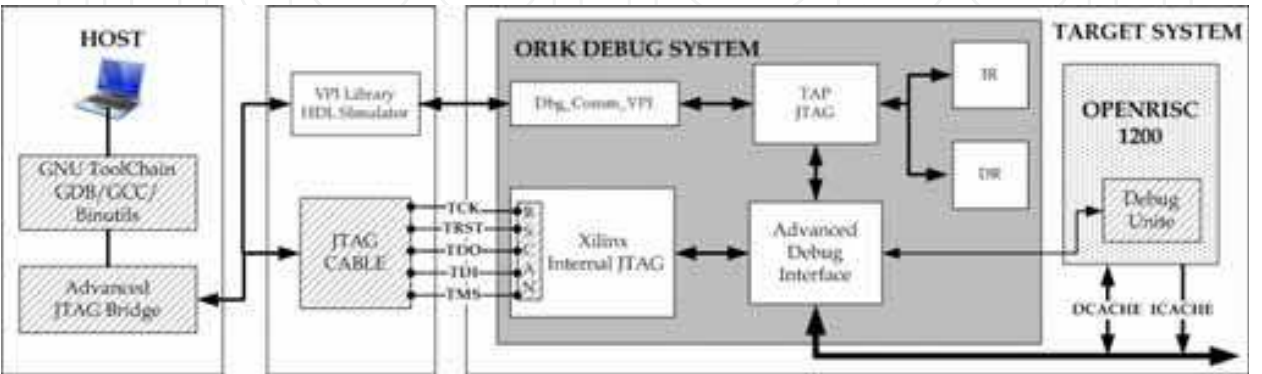 HOST
GNU ToolChain
GDB/GCC/
Binutils
Advanced
JTAG Bridge
VPI Library
HDL SImulator
JTAG
CABLE
TCK
TRST
TDO
TDI
TMS
OR1K DEBUG SYSTEM
Dbg_Comm_VPI
TAP
JTAG
IR
DR
B
S
C
A
N
Xilinx
Internal JTAG
Advanced
Debug
Interface
TARGET SYSTEM
OPENRISC
1200
Debug
Unite
DCACHE ICACHE